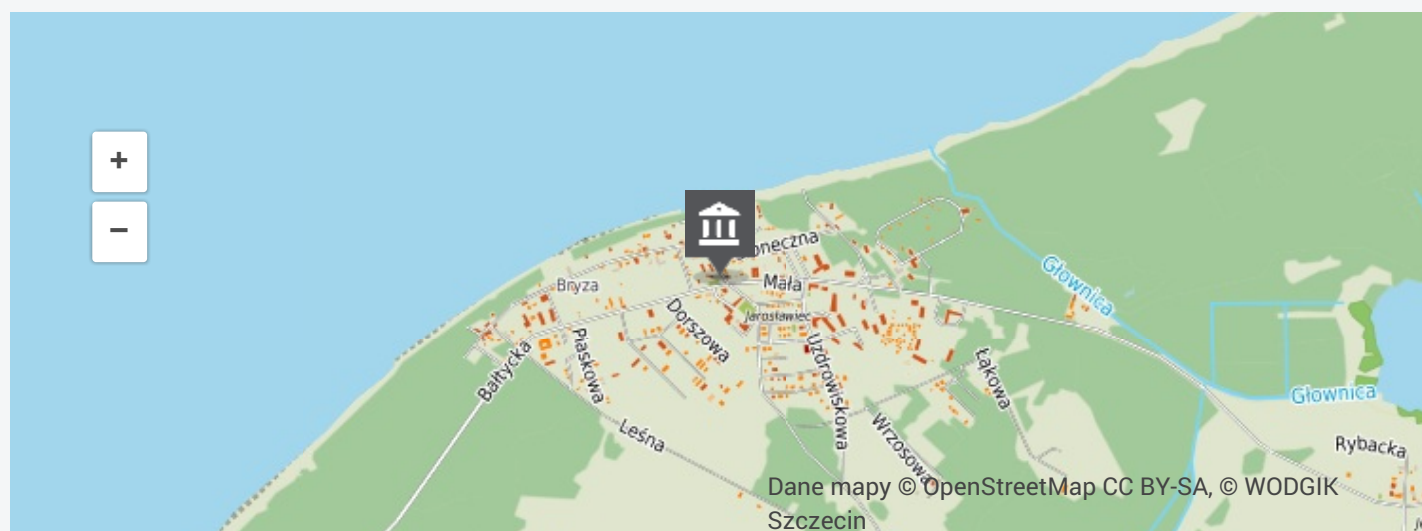 +
−
oneczna
Mała
Bryza
Jarosławiec
Głownica
Dorszowa
Bałtycka
Piaskowa
Uzdrowiskowa
Łąkowa
Głownica
Leśna
Wrzosowa
Rybacka
Dane mapy © OpenStreetMap CC BY-SA, © WODGIK
Szczecin